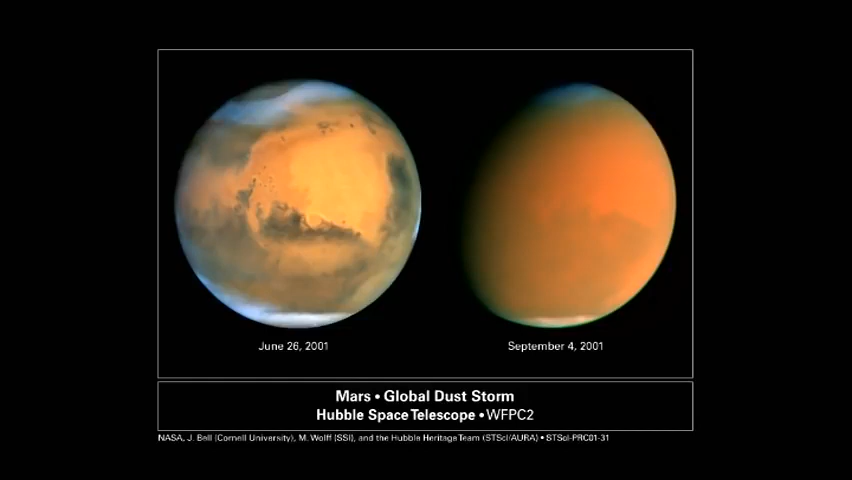 June 26, 2001
September 4, 2001
Mars • Global Dust Storm
Hubble Space Telescope • WFPC2
NASA, J. Bell (Cornell University), M. Wolff (SSI), and the Hubble Heritage Team (STScI/AURA) • STScI-PRC01-31